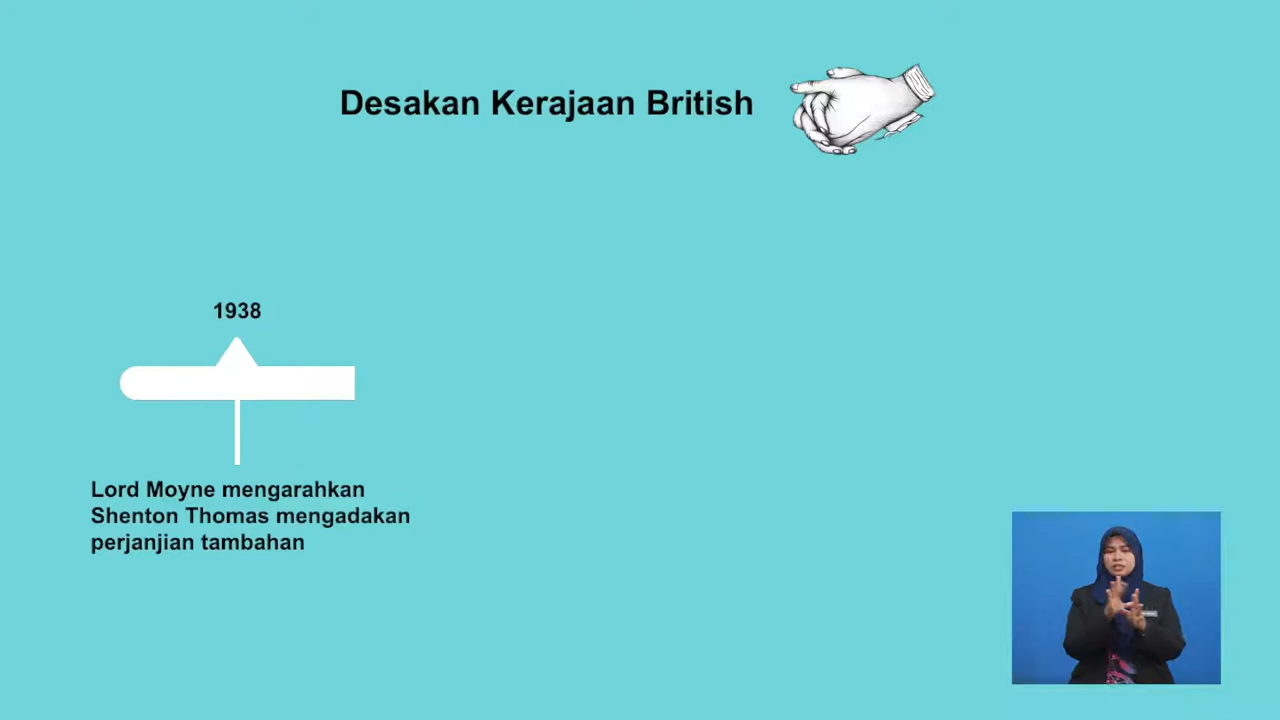 Desakan Kerajaan British
1938
Lord Moyne mengarahkan
Shenton Thomas mengadakan
perjanjian tambahan